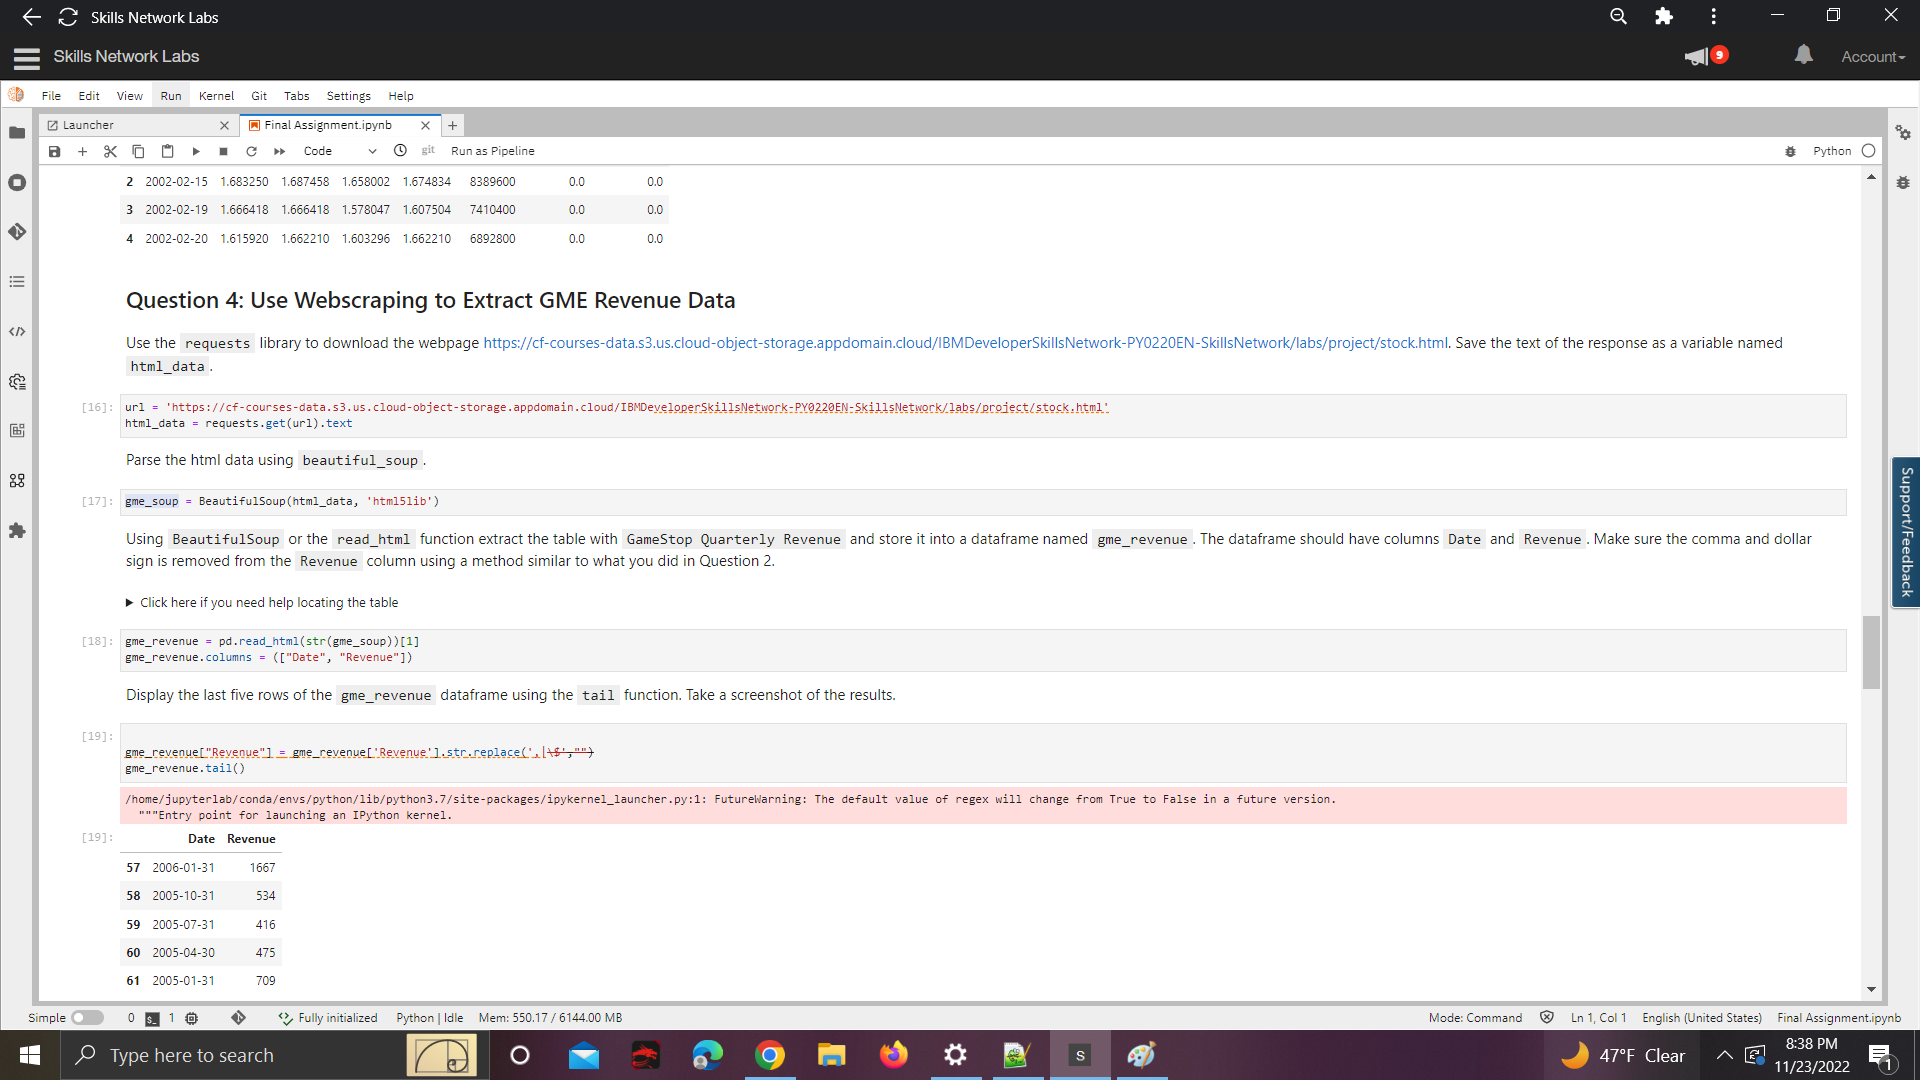 Skills Network Labs
Skills Network Labs
9
Account
File Edit View Run Kernel Git Tabs Settings Help
Launcher
Final Assignment.ipynb
Code
git
Run as Pipeline
Python
2 2002-02-15 1.683250 1.687458 1.658002 1.674834 8389600 0.0 0.0
3 2002-02-19 1.666418 1.666418 1.578047 1.607504 7410400 0.0 0.0
4 2002-02-20 1.615920 1.662210 1.603296 1.662210 6892800 0.0 0.0
Question 4: Use Webscraping to Extract GME Revenue Data
Use the requests library to download the webpage https://cf-courses-data.s3.us.cloud-object-storage.appdomain.cloud/IBMDeveloperSkillsNetwork-PY0220EN-SkillsNetwork/labs/project/stock.html. Save the text of the response as a variable named
html_data .
[16]: url = 'https://cf-courses-data.s3.us.cloud-object-storage.appdomain.cloud/IBMDeveloperSkillsNetwork-PY0220EN-SkillsNetwork/labs/project/stock.html'
html_data = requests.get(url).text
Parse the html data using beautiful_soup .
[17]: gme_soup = BeautifulSoup(html_data, 'html5lib')
Using BeautifulSoup or the read_html function extract the table with GameStop Quarterly Revenue and store it into a dataframe named gme_revenue . The dataframe should have columns Date and Revenue . Make sure the comma and dollar
sign is removed from the Revenue column using a method similar to what you did in Question 2.
Click here if you need help locating the table
[18]: gme_revenue = pd.read_html(str(gme_soup))[1]
gme_revenue.columns = (["Date", "Revenue"])
Display the last five rows of the gme_revenue dataframe using the tail function. Take a screenshot of the results.
[19]:
gme_revenue["Revenue"] = gme_revenue['Revenue'].str.replace(',|\$',"")
gme_revenue.tail()
/home/jupyterlab/conda/envs/python/lib/python3.7/site-packages/ipykernel_launcher.py:1: FutureWarning: The default value of regex will change from True to False in a future version.
"""Entry point for launching an IPython kernel.
[19]:
Date Revenue
57 2006-01-31 1667
58 2005-10-31 534
59 2005-07-31 416
60 2005-04-30 475
61 2005-01-31 709
Support/Feedback
Simple 0 1 Fully initialized Python | Idle Mem: 550.17 / 6144.00 MB Mode: Command Ln 1, Col 1 English (United States) Final Assignment.ipynb
Type here to search
S
47°F Clear
8:38 PM
11/23/2022
1